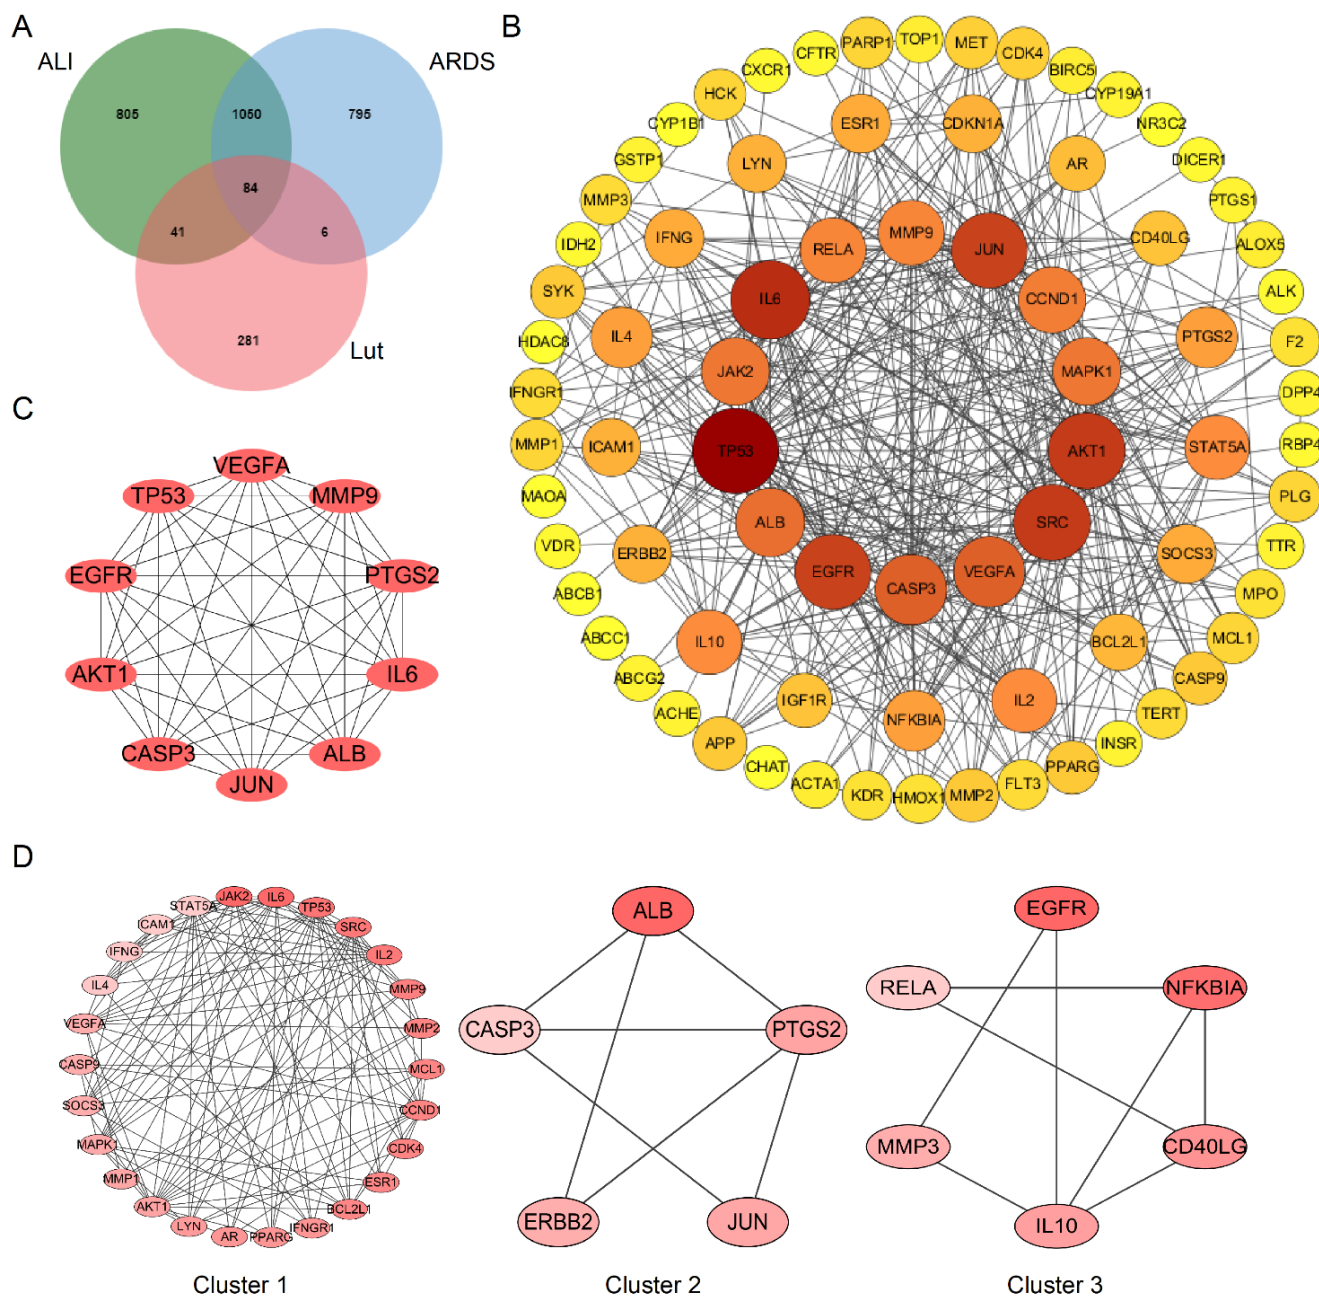 A
ALI
ARDS
805
1050
795
84
41
6
281
Lut
B
TOP1
PARP1
MET
CFTR
CDK4
CXCR1
BIRC5
HCK
CYP19A1
CYP1B1
ESR1
CDKN1A
NR3C2
GSTP1
LYN
AR
DICER1
MMP3
PTGS1
IFNG
RELA
MMP9
JUN
CD40LG
IDH2
ALOX5
SYK
IL6
CCND1
ALK
HDAC8
IL4
PTGS2
F2
IFNGR1
JAK2
MAPK1
DPP4
MMP1
ICAM1
TP53
AKT1
STAT5A
RBP4
MAOA
PLG
VDR
ALB
SRC
TTR
ERBB2
EGFR
CASP3
VEGFA
SOCS3
ABCB1
MPO
ABCC1
IL10
BCL2L1
MCL1
ABCG2
CASP9
ACHE
IGF1R
NFKBIA
IL2
TERT
APP
INSR
CHAT
PPARG
ACTA1
KDR
HMOX1
MMP2
FLT3
C
VEGFA
TP53
MMP9
EGFR
PTGS2
AKT1
IL6
CASP3
ALB
JUN
D
STAT5A
JAK2
IL6
TP53
ICAM1
SRC
IFNG
IL2
IL4
MMP9
VEGFA
MMP2
CASP9
MCL1
SOCS3
CCND1
MAPK1
CDK4
MMP1
ESR1
AKT1
BCL2L1
LYN
AR
PPARG
IFNGR1
Cluster 1
ALB
CASP3
PTGS2
ERBB2
JUN
Cluster 2
EGFR
RELA
NFKBIA
MMP3
CD40LG
IL10
Cluster 3